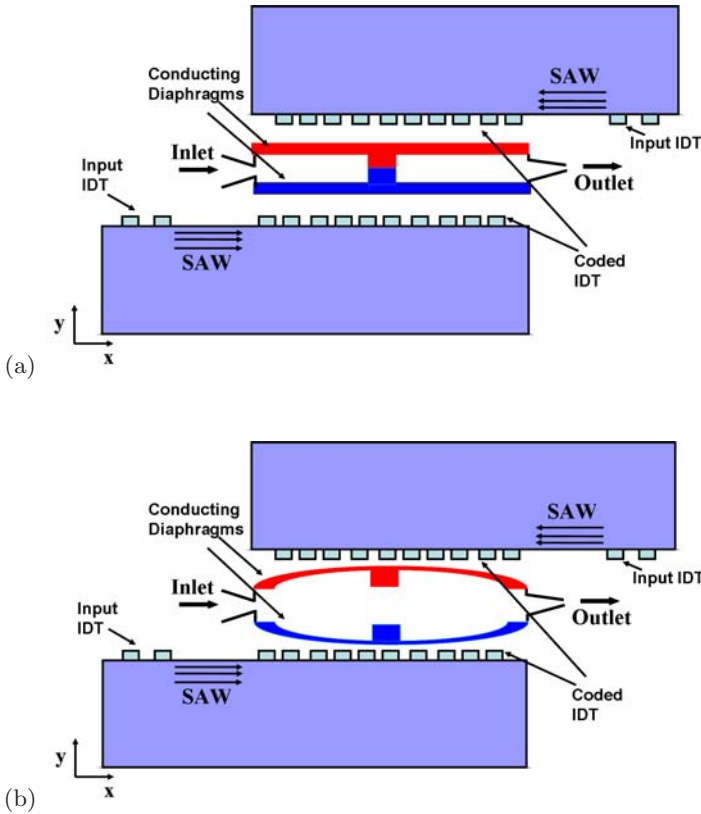 SAW
Conducting
Diaphragms
Input IDT
Inlet
Input
IDT
Outlet
SAW
Coded
IDT
y
x
(a)
SAW
Conducting
Diaphragms
Input IDT
Inlet
Input
IDT
Outlet
SAW
Coded
IDT
y
x
(b)